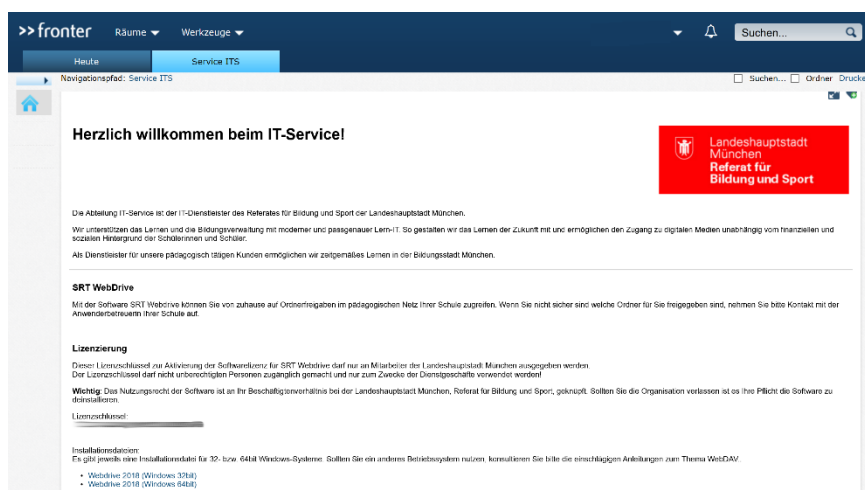 >>fronter Räume Werkzeuge Suchen...
Heute Service ITS
Navigationspfad: Service ITS Suchen... Ordner Drucke
Herzlich willkommen beim IT-Service!
Landeshauptstadt
München
Referat für
Bildung und Sport
Die Abteilung IT-Service ist der IT-Dienstleister des Referates für Bildung und Sport der Landeshauptstadt München.
Wir unterstützen das Lernen und die Bildungsverwaltung mit moderner und passgenauer Lern-IT. So gestalten wir das Lernen der Zukunft mit und ermöglichen den Zugang zu digitalen Medien unabhängig vom finanziellen und
sozialen Hintergrund der Schülerinnen und Schüler.
Als Dienstleister für unsere pädagogisch tätigen Kunden ermöglichen wir zeitgemäßes Lernen in der Bildungsstadt München.
SRT WebDrive
Mit der Software SRT Webdrive können Sie von zuhause auf Ordnerfreigaben im pädagogischen Netz Ihrer Schule zugreifen. Wenn Sie nicht sicher sind welche Ordner für Sie freigegeben sind, nehmen Sie bitte Kontakt mit der
Anwenderbetreuerin Ihrer Schule auf.
Lizenzierung
Dieser Lizenzschlüssel zur Aktivierung der Softwarelizenz für SRT Webdrive darf nur an Mitarbeiter der Landeshauptstadt München ausgegeben werden.
Der Lizenzschlüssel darf nicht unberechtigten Personen zugänglich gemacht und nur zum Zwecke der Dienstgeschäfte verwendet werden!
Wichtig: Das Nutzungsrecht der Software ist an Ihr Beschäftigtenverhältnis bei der Landeshauptstadt München, Referat für Bildung und Sport, geknüpft. Sollten Sie die Organisation verlassen ist es Ihre Pflicht die Software zu
deinstallieren.
Lizenzschlüssel:
Installationsdateien:
Es gibt jeweils eine Installationsdatei für 32- bzw. 64bit Windows-Systeme. Sollten Sie ein anderes Betriebssystem nutzen, konsultieren Sie bitte die einschlägigen Anleitungen zum Thema WebDAV.
• Webdrive 2018 (Windows 32bit)
• Webdrive 2018 (Windows 64bit)